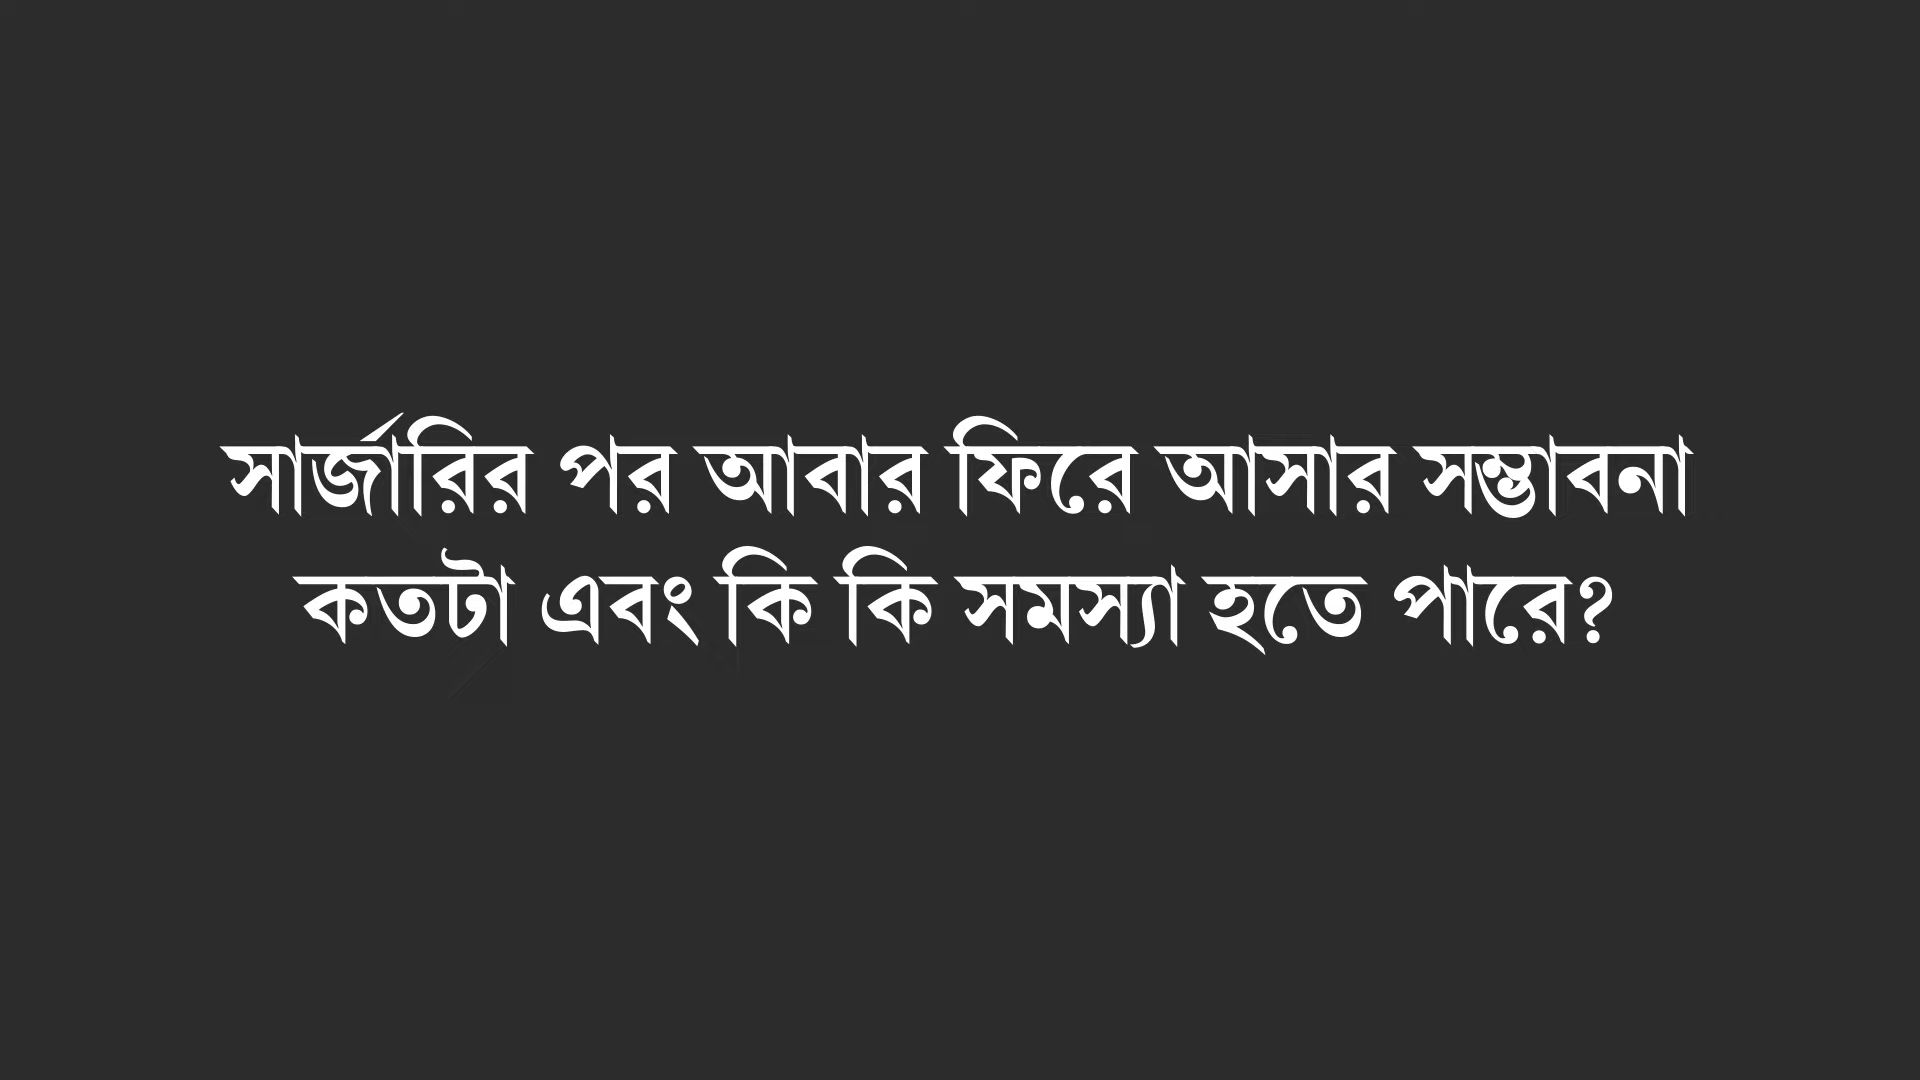 সার্জারির পর আবার ফিরে আসার সম্ভাবনা
কতটা এবং কি কি সমস্যা হতে পারে?